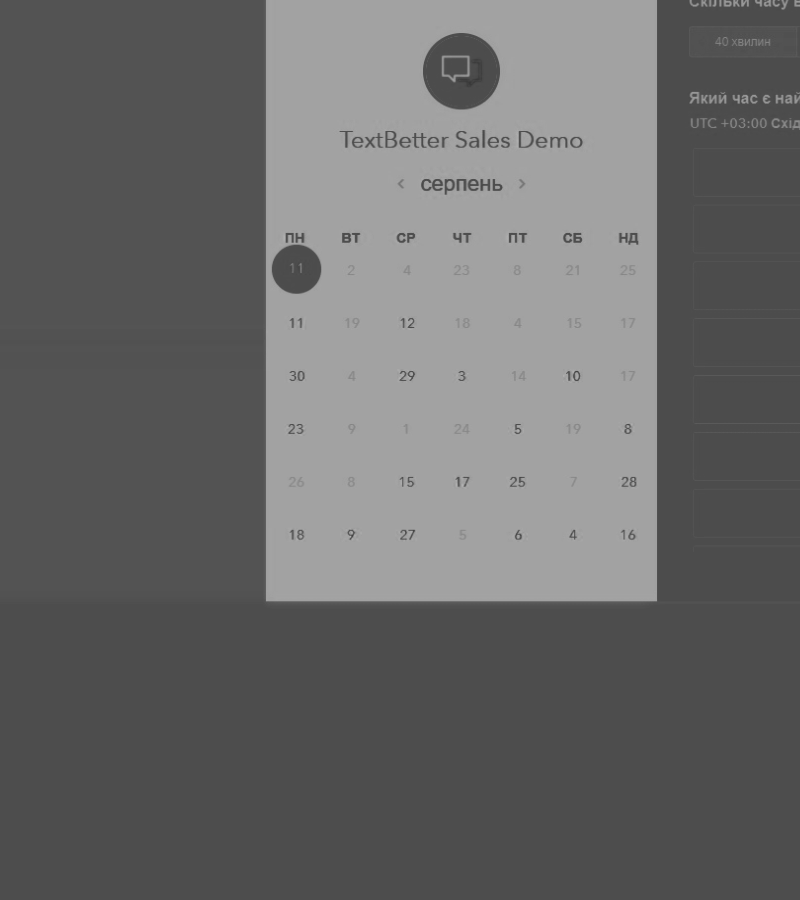 Скільки часу
40 хвилин
TextBetter Sales Demo
Який час є
UTC +03:00
серпень
ПН ВТ СР ЧТ ПТ СБ НД
11 2 4 23 8 21 25
11 19 12 18 4 15 17
30 4 29 3 14 10 17
23 9 1 24 5 19 8
26 8 15 17 25 7 28
18 9 27 5 6 4 16